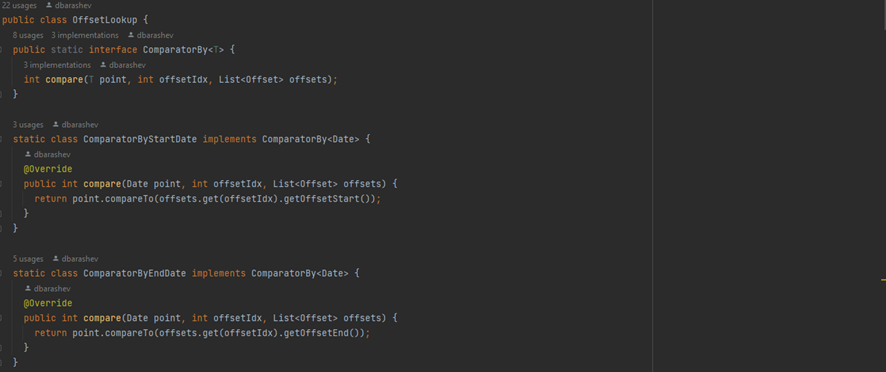 22 usages dbarashev
public class OffsetLookup {
8 usages 3 implementations dbarashev
public static interface ComparatorBy<T> {
3 implementations dbarashev
int compare(T point, int offsetIdx, List<Offset> offsets);
}
3 usages dbarashev
static class ComparatorByStartDate implements ComparatorBy<Date> {
dbarashev
@Override
public int compare(Date point, int offsetIdx, List<Offset> offsets) {
return point.compareTo(offsets.get(offsetIdx).getOffsetStart());
}
}
5 usages dbarashev
static class ComparatorByEndDate implements ComparatorBy<Date> {
dbarashev
@Override
public int compare(Date point, int offsetIdx, List<Offset> offsets) {
return point.compareTo(offsets.get(offsetIdx).getOffsetEnd());
}
}